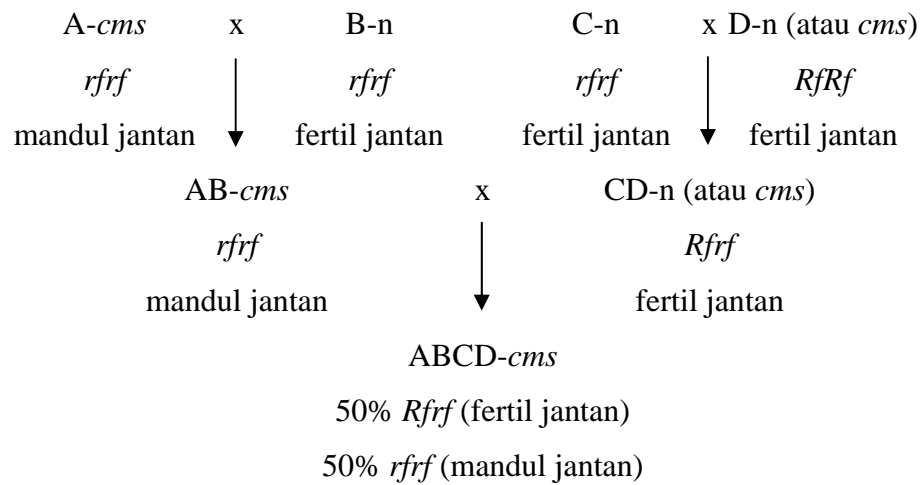 A-cms x B-n C-n x D-n (atau cms)
rfrf rfrf rfrf RfRf
mandul jantan fertil jantan fertil jantan fertil jantan
AB-cms x CD-n (atau cms)
rfrf Rfrf
mandul jantan fertil jantan
ABCD-cms
50% Rfrf (fertil jantan)
50% rfrf (mandul jantan)